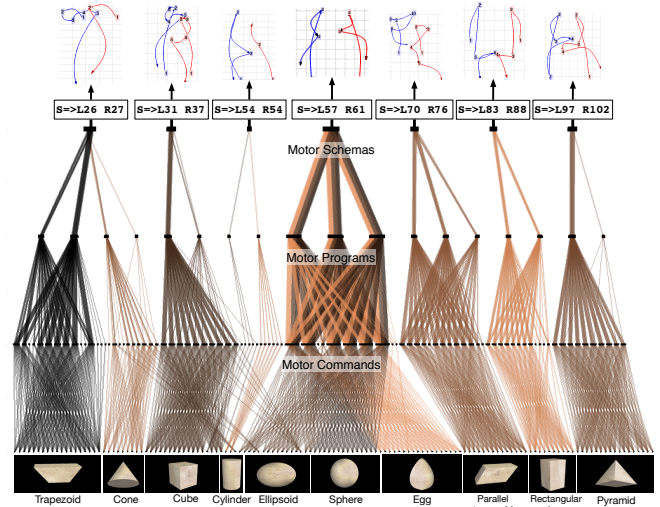 S=>L26 R27
S=>L31 R37
S=>L54 R54
S=>L57 R61
S=>L70 R76
S=>L83 R88
S=>L97 R102
Motor Schemas
Motor Programs
Motor Commands
Trapezoid
Cone
Cube
Cylinder
Ellipsoid
Sphere
Egg
Parallel
Rectangular
Pyramid